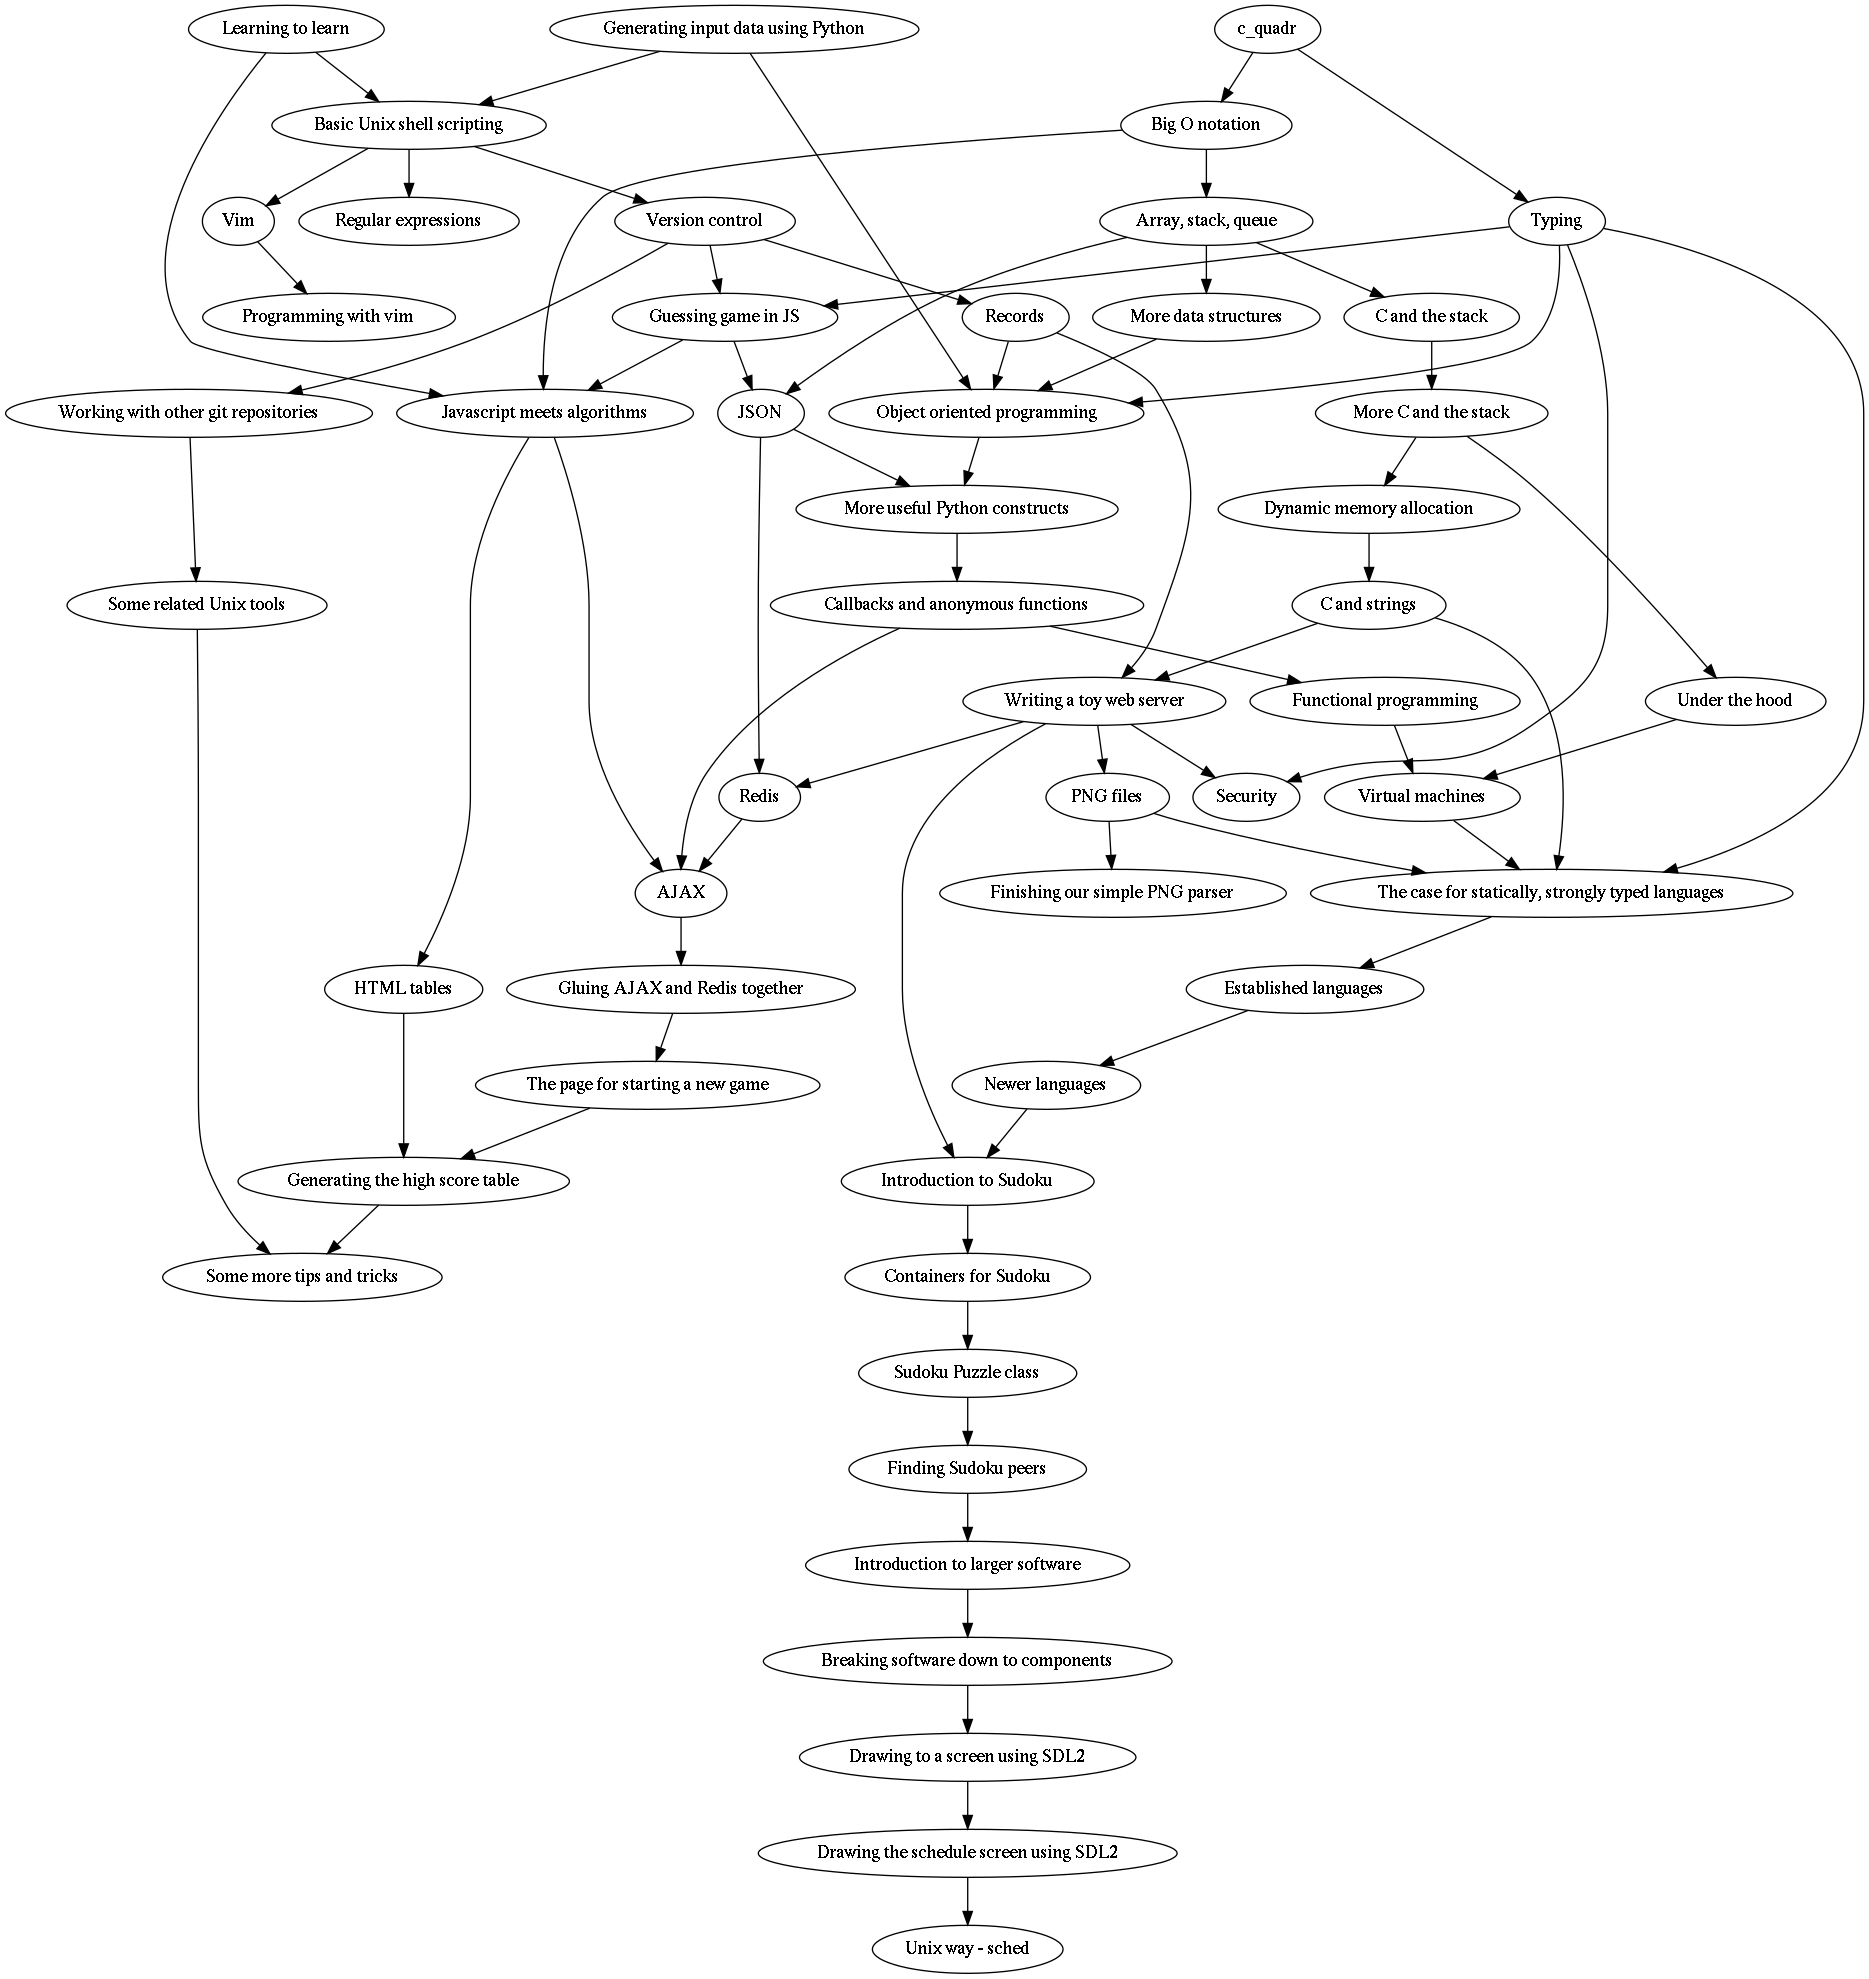 Learning to learn
Generating input data using Python
c_quadr
Basic Unix shell scripting
Big O notation
Vim
Regular expressions
Version control
Array, stack, queue
Typing
Programming with vim
Guessing game in JS
Records
More data structures
C and the stack
Working with other git repositories
Javascript meets algorithms
JSON
Object oriented programming
More C and the stack
More useful Python constructs
Dynamic memory allocation
Some related Unix tools
Callbacks and anonymous functions
C and strings
Writing a toy web server
Functional programming
Under the hood
Redis
PNG files
Security
Virtual machines
AJAX
Finishing our simple PNG parser
The case for statically, strongly typed languages
HTML tables
Gluing AJAX and Redis together
Established languages
The page for starting a new game
Newer languages
Generating the high score table
Introduction to Sudoku
Some more tips and tricks
Containers for Sudoku
Sudoku Puzzle class
Finding Sudoku peers
Introduction to larger software
Breaking software down to components
Drawing to a screen using SDL2
Drawing the schedule screen using SDL2
Unix way - sched